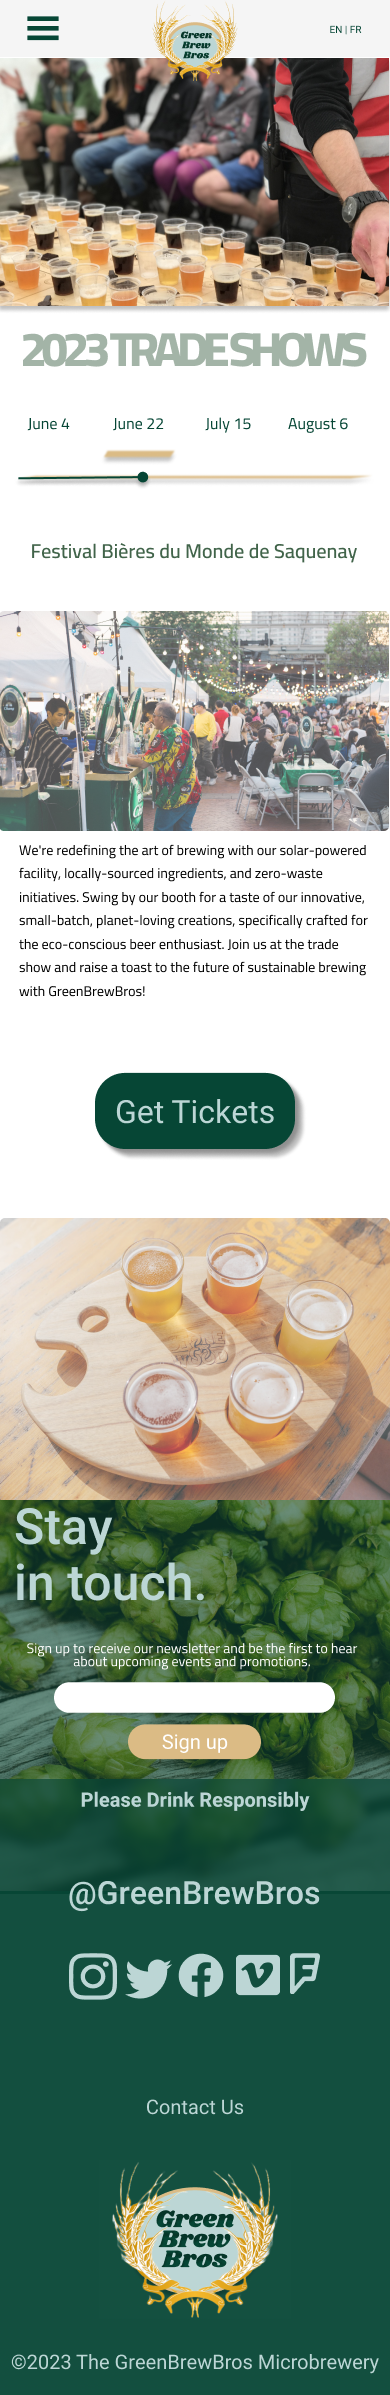 Green
Brew
Bros
EN | FR
2023 TRADESHOWS
June 4 June 22 July 15 August 6
Festival Bières du Monde de Saquenay
We're redefining the art of brewing with our solar-powered
facility, locally-sourced ingredients, and zero-waste
initiatives. Swing by our booth for a taste of our innovative,
small-batch, planet-loving creations, specifically crafted for
the eco-conscious beer enthusiast. Join us at the trade
show and raise a toast to the future of sustainable brewing
with GreenBrewBros!
Get Tickets
Stay
in touch.
Sign up to receive our newsletter and be the first to hear
about upcoming events and promotions.
Sign up
Please Drink Responsibly
@GreenBrewBros
Contact Us
Green
Brew
Bros
©2023 The GreenBrewBros Microbrewery